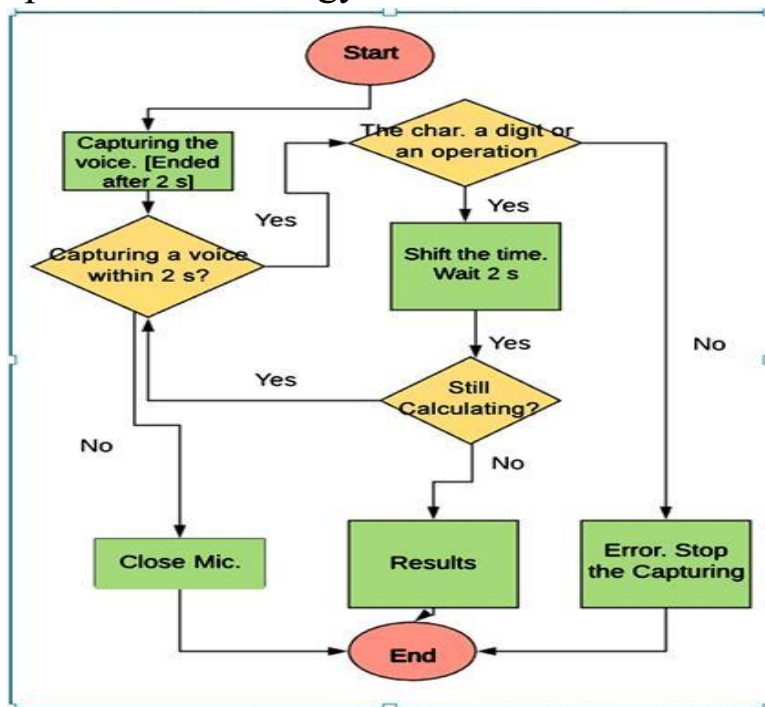 Start
Capturing the
voice. [Ended
after 2 s]
The char. a digit or
an operation
Yes
Yes
Capturing a voice
within 2 s?
Shift the time.
Wait 2 s
Yes
No
Yes
Still
Calculating?
No
No
Close Mic.
Results
Error. Stop
the Capturing
End